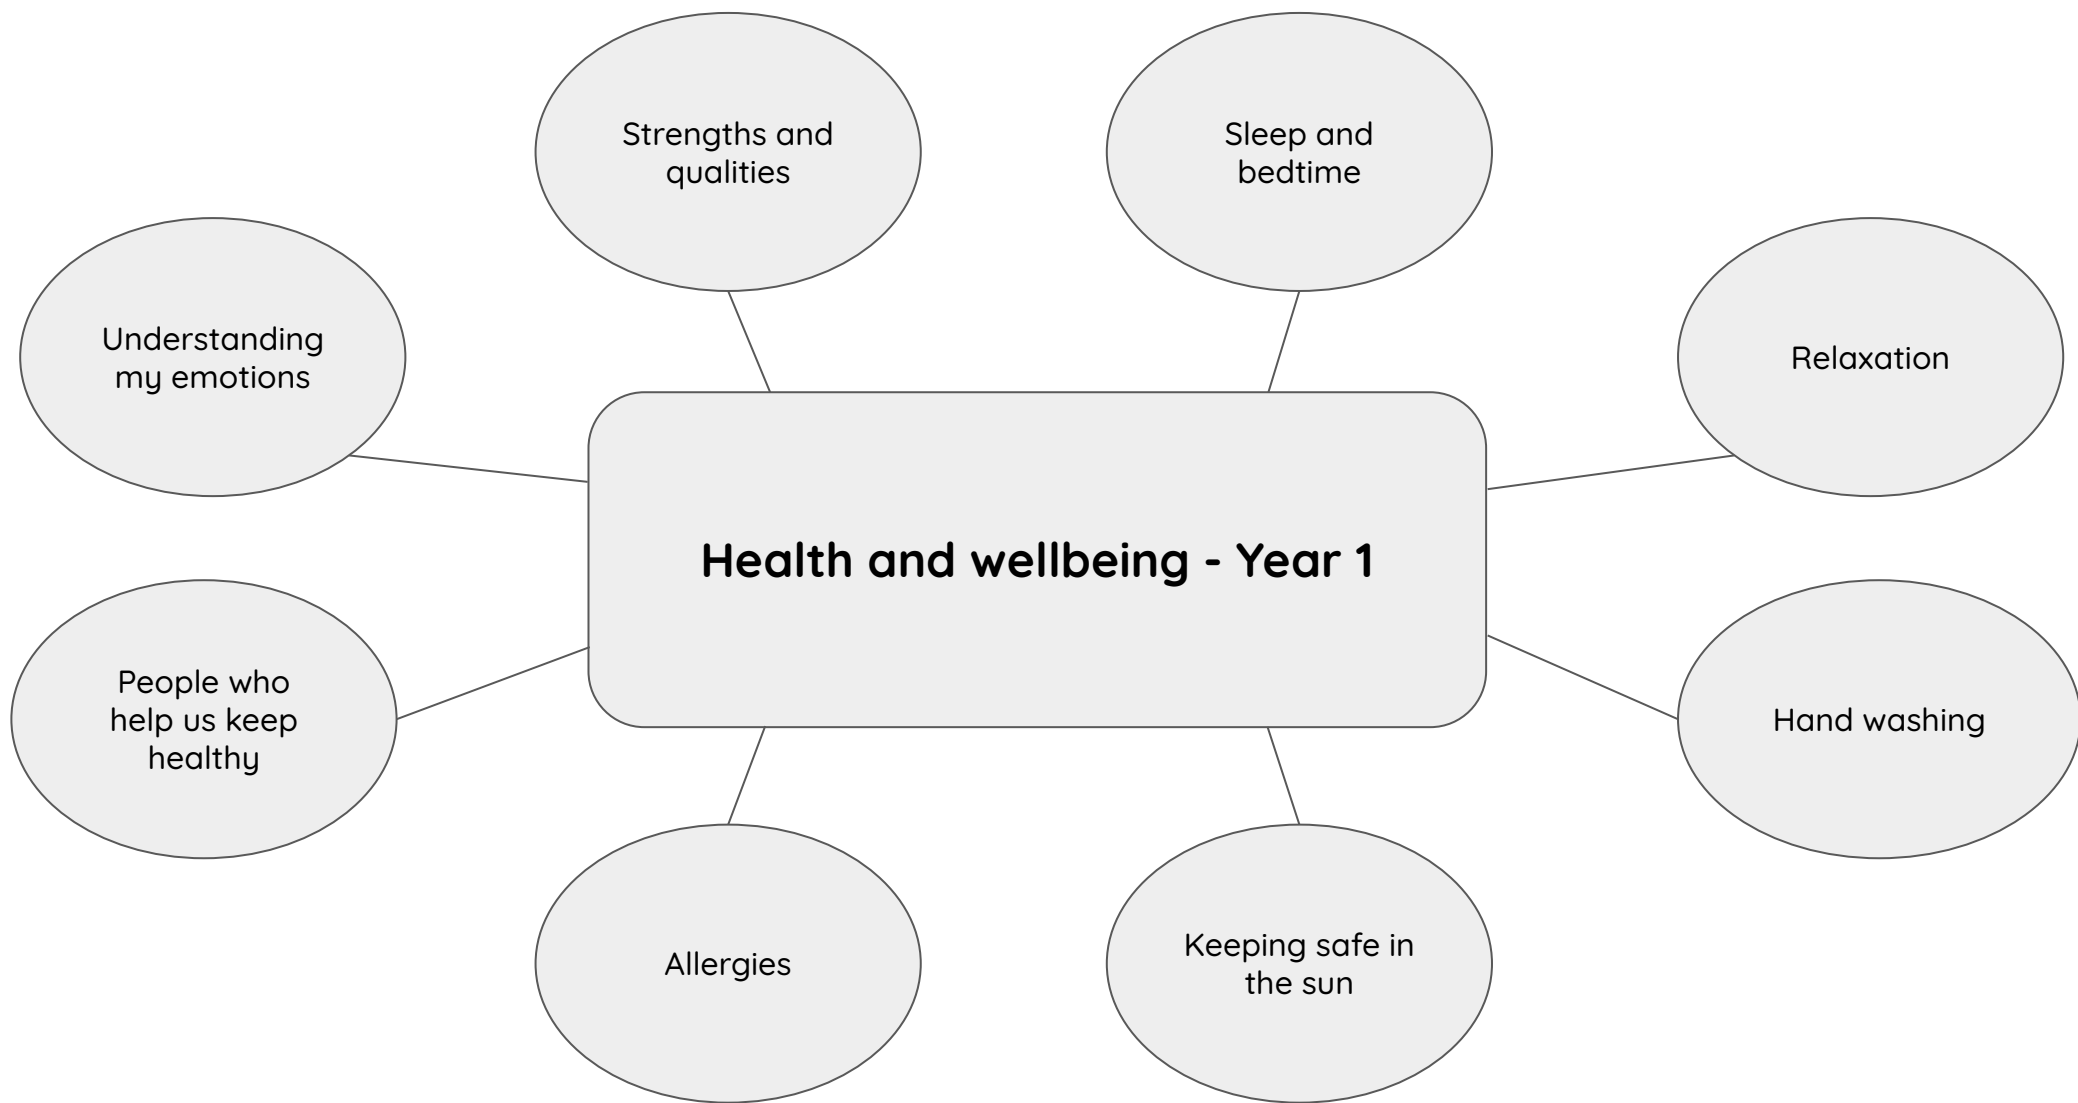 Strengths and
qualities
Sleep and
bedtime
Understanding
my emotions
Relaxation
Health and wellbeing - Year 1
People who
help us keep
healthy
Hand washing
Allergies
Keeping safe in
the sun